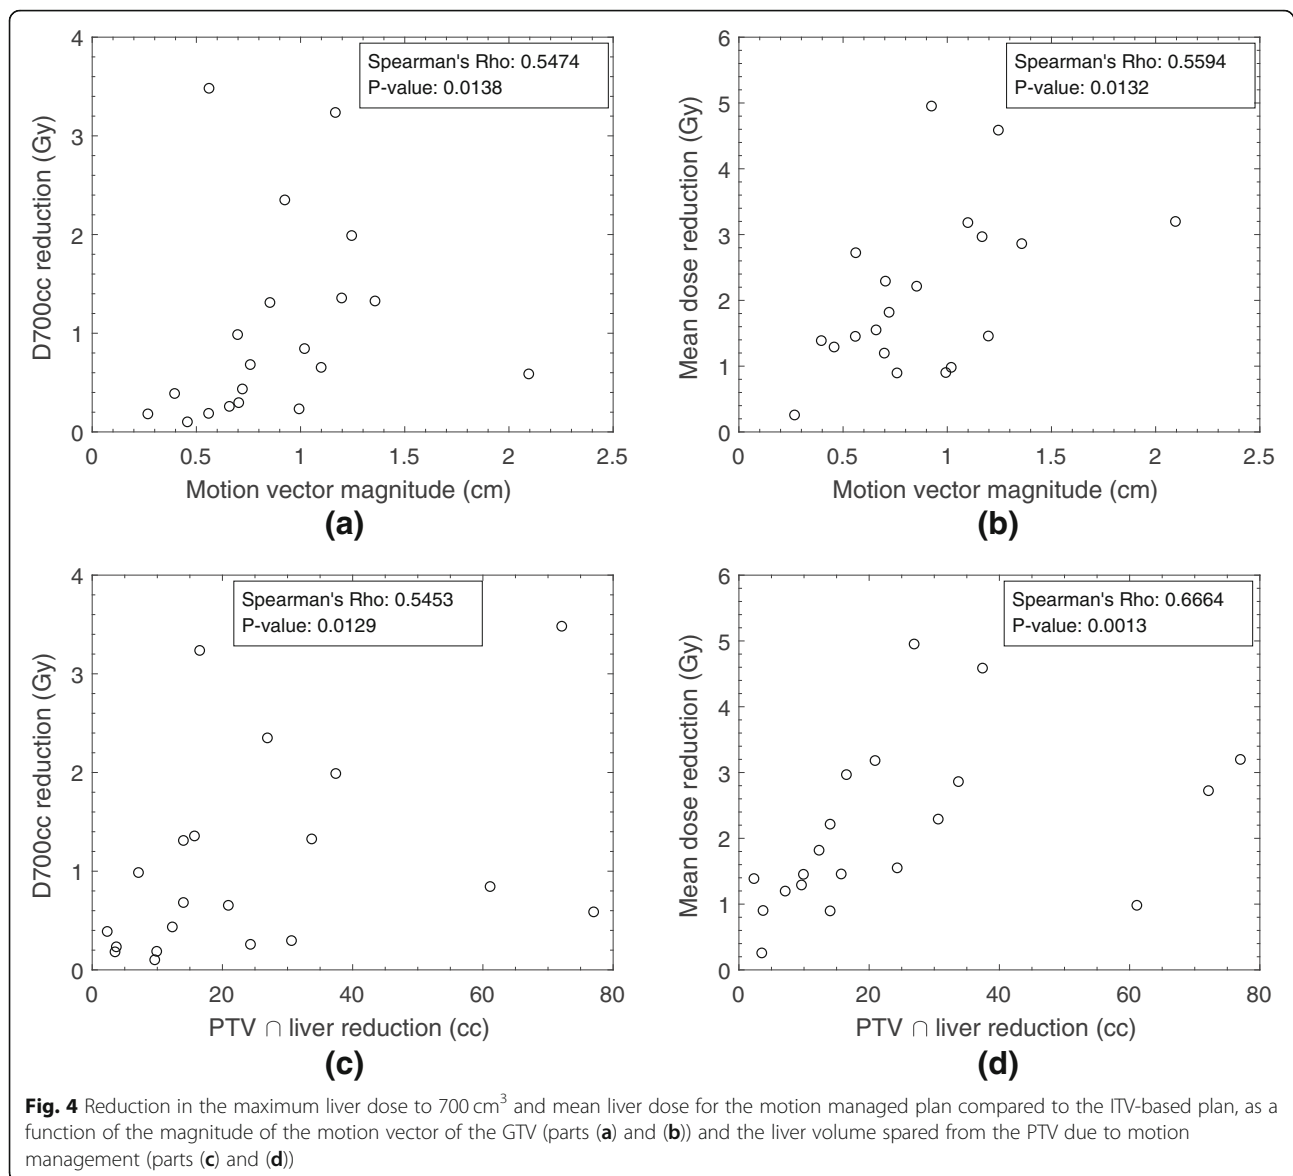 4
3
2
1
0
0 0.5 1 1.5 2 2.5
D700cc reduction (Gy)
Motion vector magnitude (cm)
Spearman's Rho: 0.5474
P-value: 0.0138
(a)
6
5
4
3
2
1
0
0 0.5 1 1.5 2 2.5
Mean dose reduction (Gy)
Motion vector magnitude (cm)
Spearman's Rho: 0.5594
P-value: 0.0132
(b)
4
3
2
1
0
0 20 40 60 80
D700cc reduction (Gy)
PTV ∩ liver reduction (cc)
Spearman's Rho: 0.5453
P-value: 0.0129
(c)
6
5
4
3
2
1
0
0 20 40 60 80
Mean dose reduction (Gy)
PTV ∩ liver reduction (cc)
Spearman's Rho: 0.6664
P-value: 0.0013
(d)
Fig. 4 Reduction in the maximum liver dose to 700 cm³ and mean liver dose for the motion managed plan compared to the ITV-based plan, as a
function of the magnitude of the motion vector of the GTV (parts (a) and (b)) and the liver volume spared from the PTV due to motion
management (parts (c) and (d))